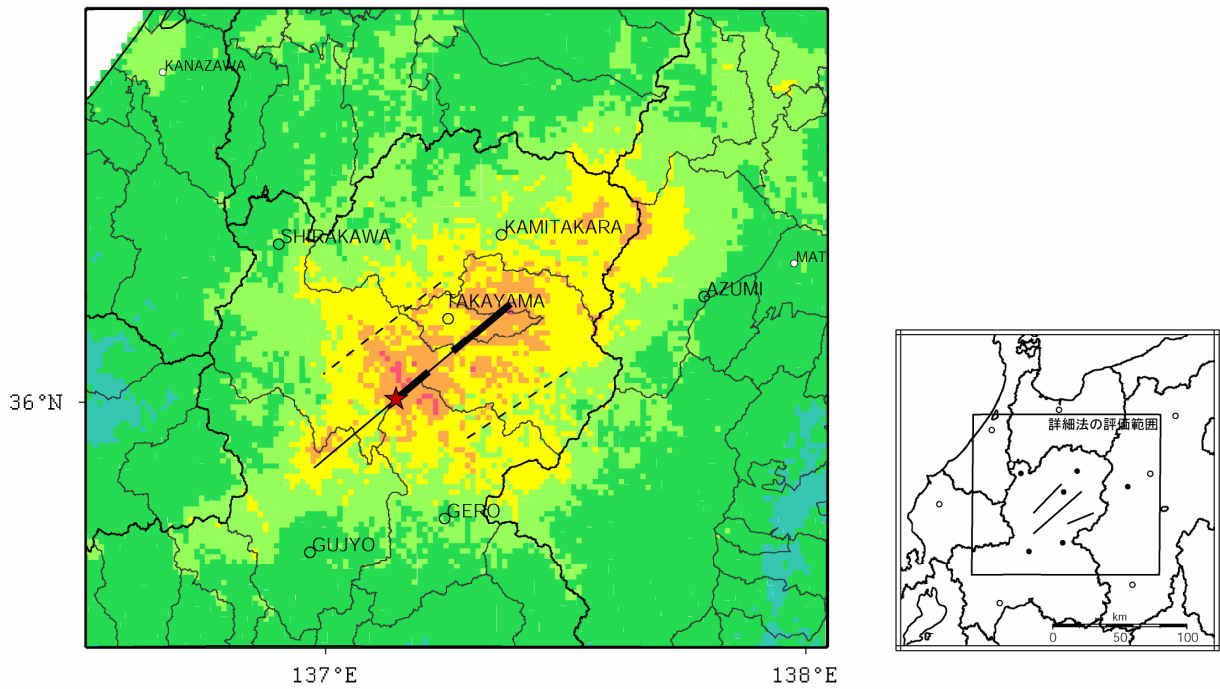 KANAZAWA
SHIRAKAWA
KAMITAKARA
MAT
AZUMI
TAKAYAMA
36°N
GERO
GUJYO
137°E
138°E
詳細法の評価範囲
km
0 50 100